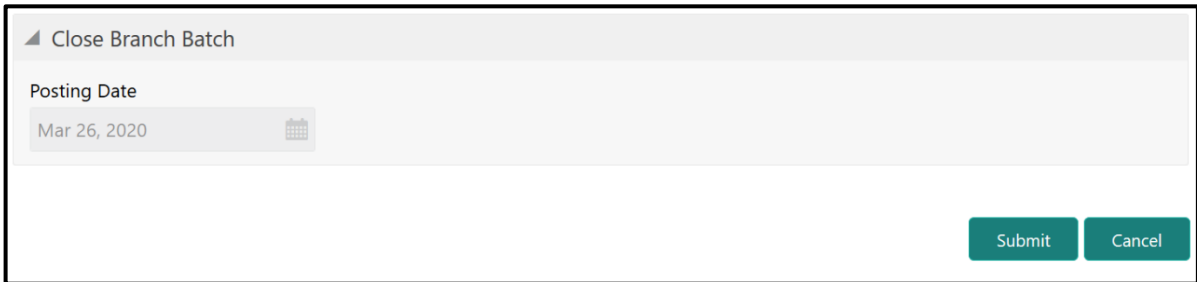 Close Branch Batch
Posting Date
Mar 26, 2020
Submit Cancel